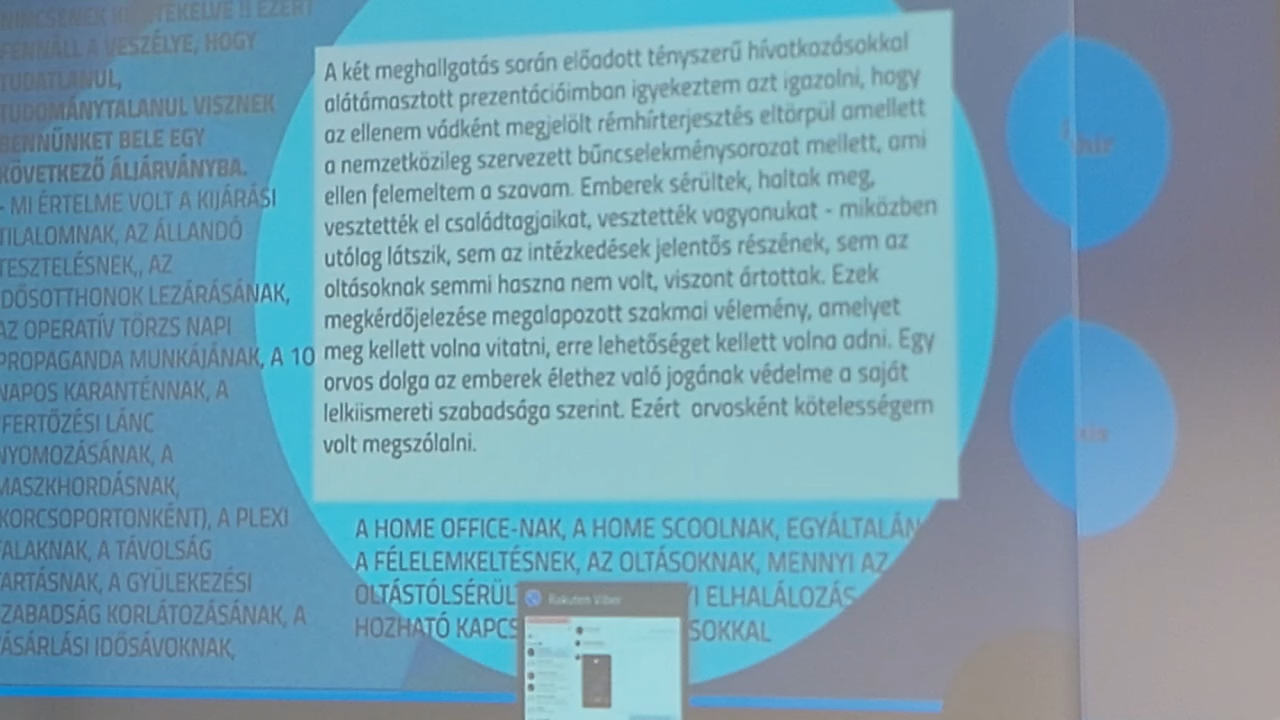 NINCSENEK !! EZÉRT
FENNÁLL A VESZÉLYE, HOGY
TUDATLANUL,
TUDOMÁNYTALANUL VISZNEK
BENNÜNKET BELE EGY
KÖVETKEZŐ ÁLJÁRVÁNYBA.
- MI ÉRTELME VOLT A KIJÁRÁSI
TILALOMNAK, AZ ÁLLANDÓ
TESZTELÉSNEK,, AZ
IDŐSOTTHONOK LEZÁRÁSÁNAK,
AZ OPERATÍV TÖRZS NAPI
PROPAGANDA MUNKÁJÁNAK, A 10
NAPOS KARANTÉNNAK, A
FERTŐZÉSI LÁNC
NYOMOZÁSÁNAK, A
MASZKHORDÁSNAK,
KORCSOPORTONKÉNT), A PLEXI
FALAKNAK, A TÁVOLSÁG
TARTÁSNAK, A GYÜLEKEZÉSI
SZABADSÁG KORLÁTOZÁSÁNAK, A
VÁSÁRLÁSI IDŐSÁVOKNAK,
A két meghallgatás során előadott tényszerű hívatkozásokkal
alátámasztott prezentációimban igyekeztem azt igazolni, hogy
az ellenem vádként megjelölt rémhírterjesztés eltörpül amellett
a nemzetközileg szervezett bűncselekménysorozat mellett, ami
ellen felemeltem a szavam. Emberek sérültek, haltak meg,
vesztették el családtagjaikat, vesztették vagyonukat - miközben
utólag látszik, sem az intézkedések jelentős részének, sem az
oltásoknak semmi haszna nem volt, viszont ártottak. Ezek
megkérdőjelezése megalapozott szakmai vélemény, amelyet
meg kellett volna vitatni, erre lehetőséget kellett volna adni. Egy
orvos dolga az emberek élethez való jogának védelme a saját
lelkiismereti szabadsága szerint. Ezért orvosként kötelességem
volt megszólalni.
A HOME OFFICE-NAK, A HOME SCOOLNAK, EGYÁLTALÁN
A FÉLELEMKELTÉSNEK, AZ OLTÁSOKNAK, MENNYI AZ
OLTÁSTÓLSÉRÜL I ELHALÁLOZÁS
HOZHATÓ KAPCS SOKKAL
Rakuten Viber